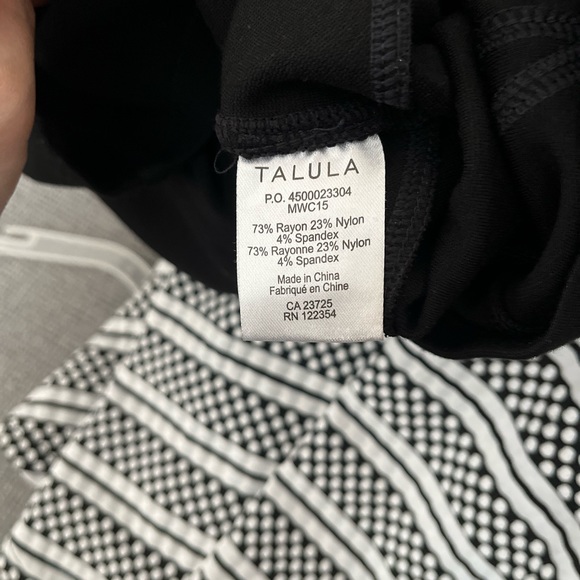 TALULA
P.O. 4500023304
MWC15
73% Rayon 23% Nylon
4% Spandex
73% Rayonne 23% Nylon
4% Spandex
Made in China
Fabriqué en Chine
CA 23725
RN 122354